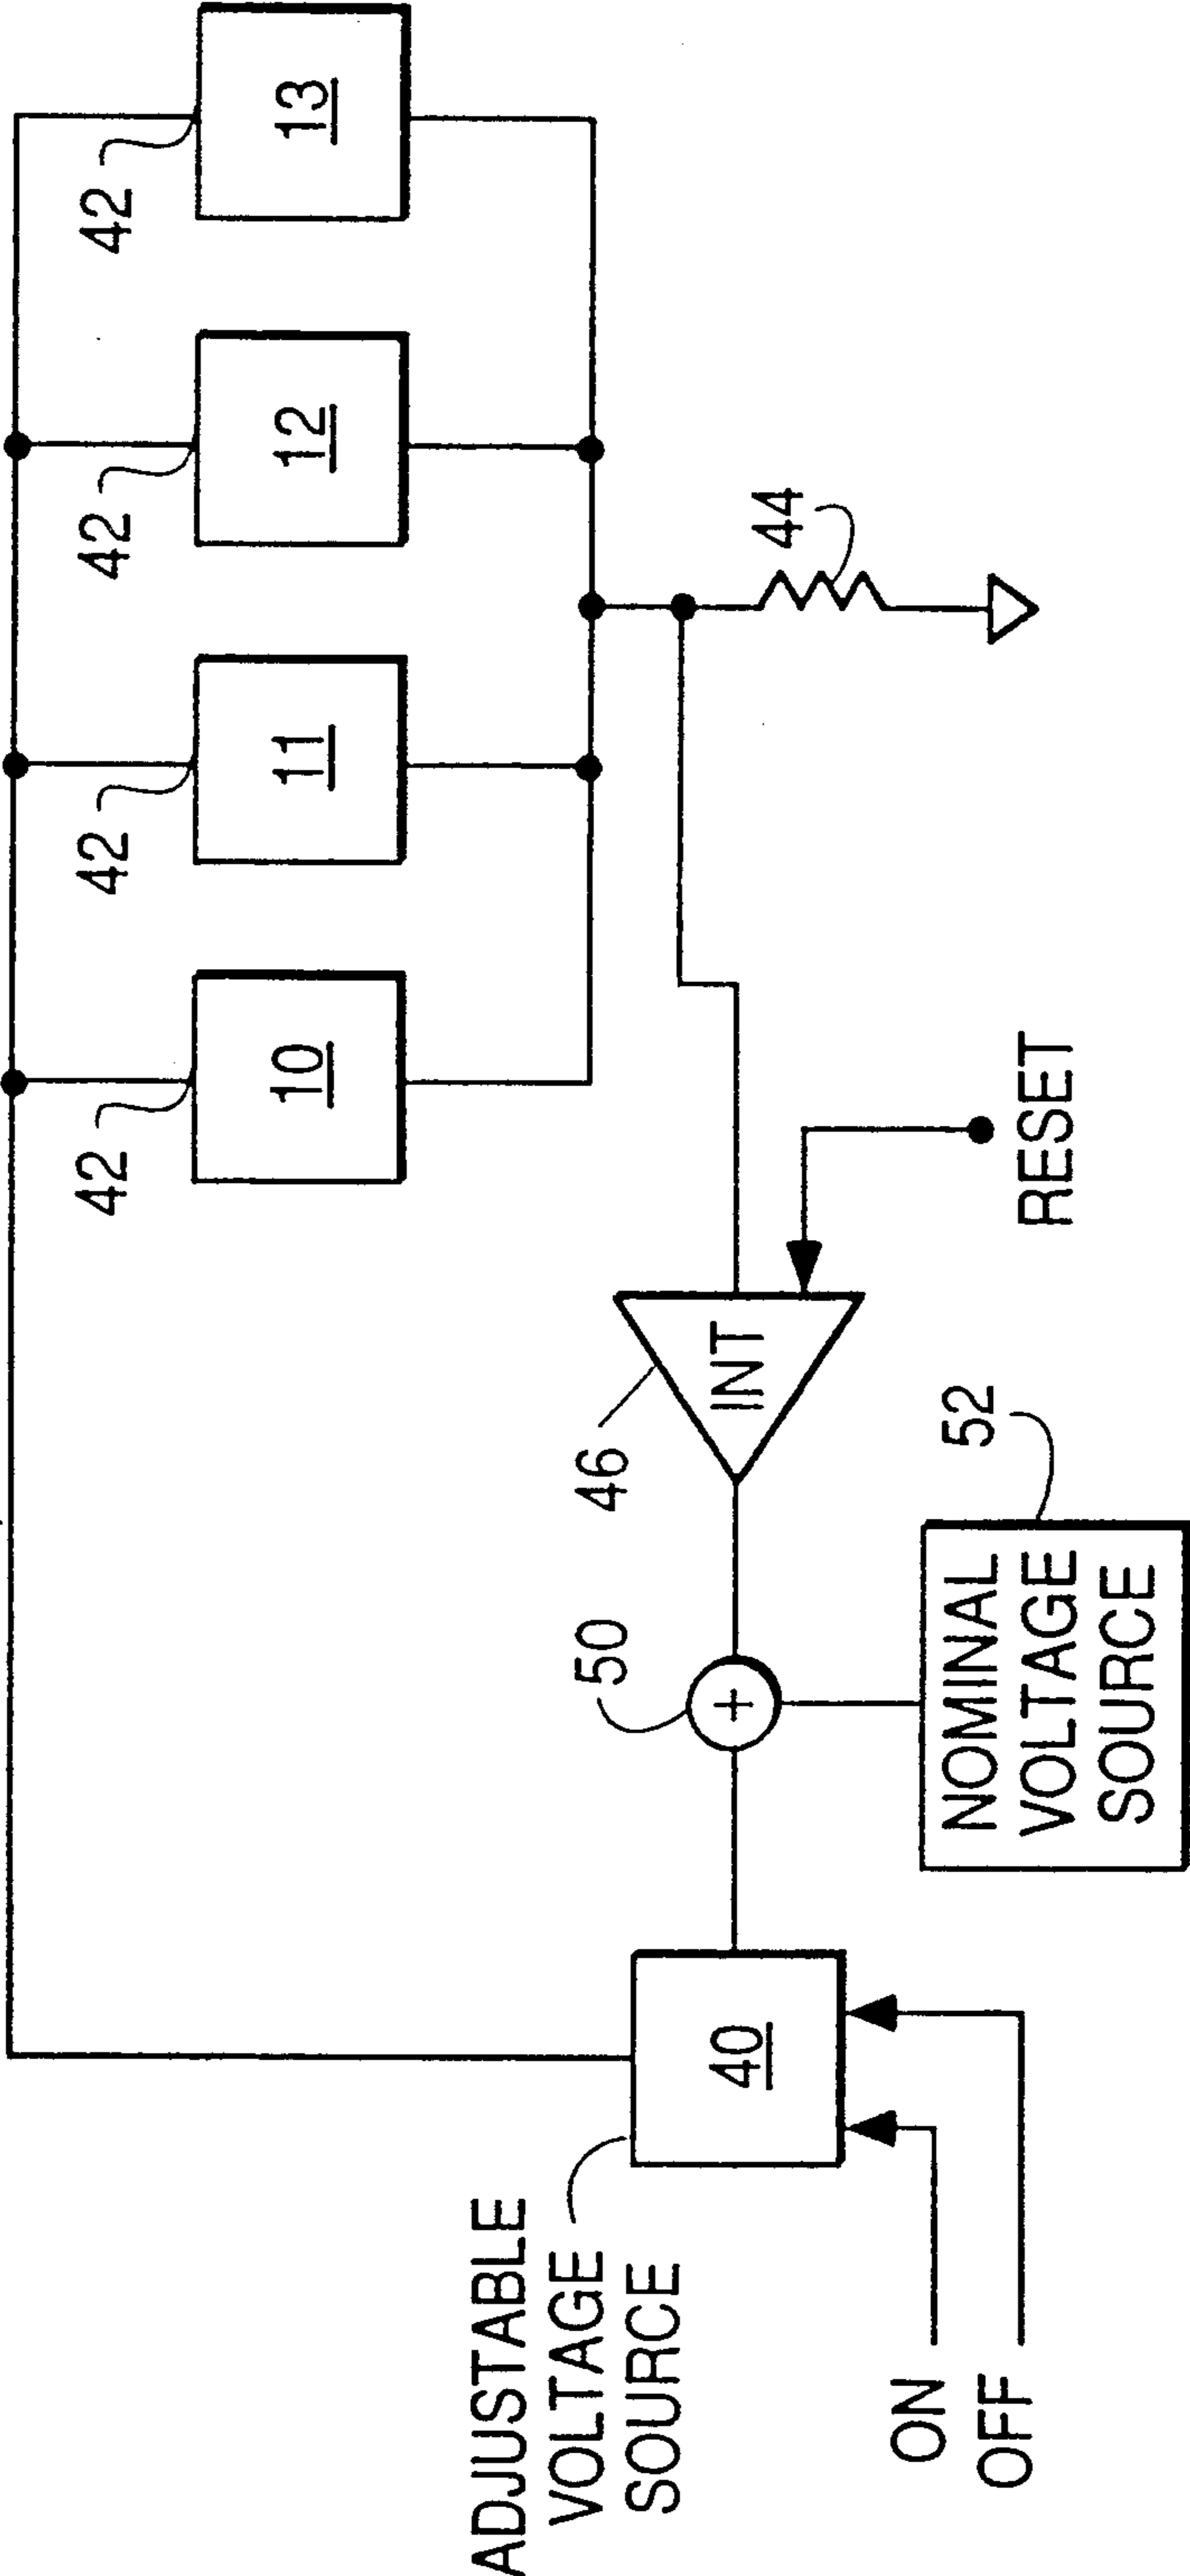 42
42
42
42
10
11
12
13
ADJUSTABLE
VOLTAGE
SOURCE
40
50
46
INT
44
ON
OFF
NOMINAL
VOLTAGE
SOURCE
52
RESET